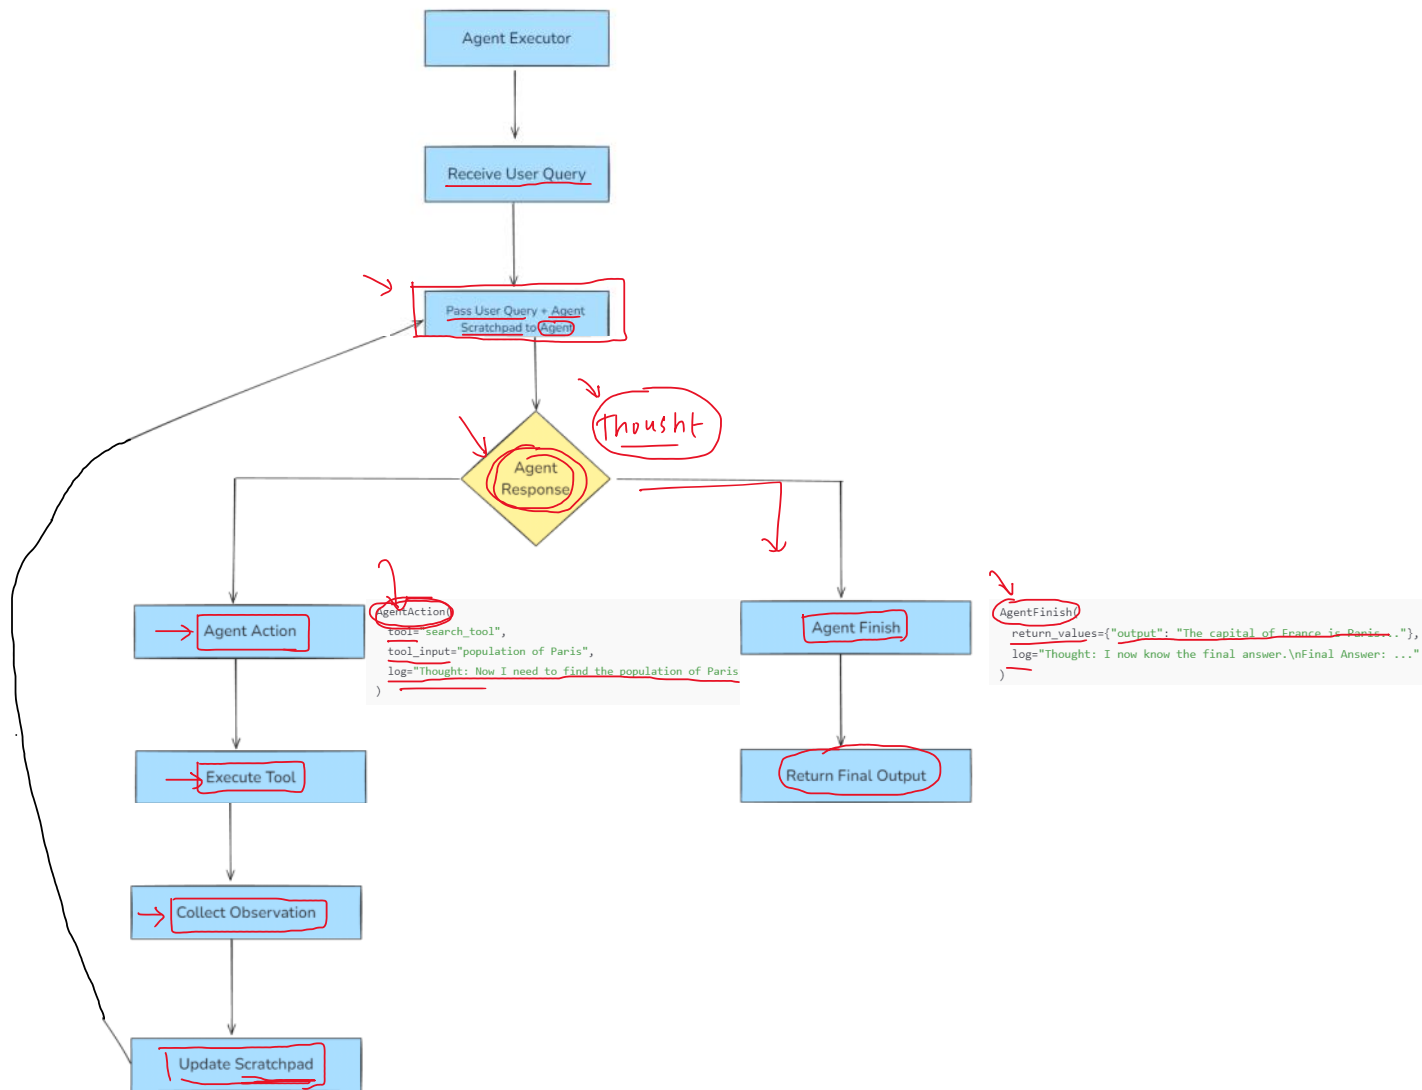 Agent Executor
Receive User Query
Pass User Query + Agent
Scratchpad to Agent
Thousht
Agent
Response
Agent Action
AgentAction(
tool="search_tool",
tool_input="population of Paris",
log="Thought: Now I need to find the population of Paris
)
Agent Finish
AgentFinish(
return_values={"output": "The capital of France is Paris..."},
log="Thought: I now know the final answer.\nFinal Answer: ..."
)
Execute Tool
Return Final Output
Collect Observation
Update Scratchpad